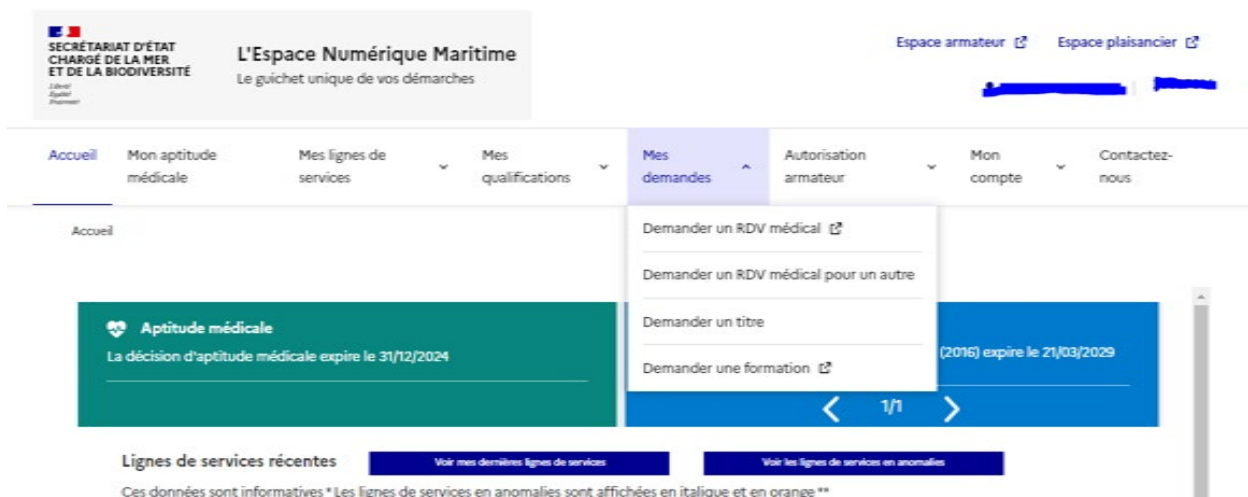 SECRÉTARIAT D'ÉTAT
CHARGÉ DE LA MER
ET DE LA BIODIVERSITÉ
Liberté
Égalité
Fraternité
L'Espace Numérique Maritime
Le guichet unique de vos démarches
Espace armateur
Espace plaisancier
Accueil
Mon aptitude
médicale
Mes lignes de
services
Mes
qualifications
Mes
demandes
Autorisation
armateur
Mon
compte
Contactez-
nous
Accueil
Demander un RDV médical
Demander un RDV médical pour un autre
Demander un titre
Demander une formation
Aptitude médicale
La décision d'aptitude médicale expire le 31/12/2024
(2016) expire le 21/03/2029
1/1
Lignes de services récentes
Voir mes dernières lignes de services
Voir les lignes de services en anomalies
Ces données sont informatives * Les lignes de services en anomalies sont affichées en italique et en orange **